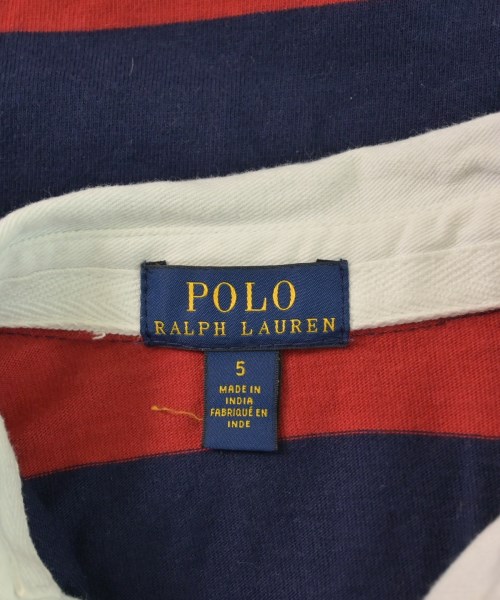 POLO
RALPH LAUREN
5
MADE IN
INDIA
FABRIQUÉ EN
INDE